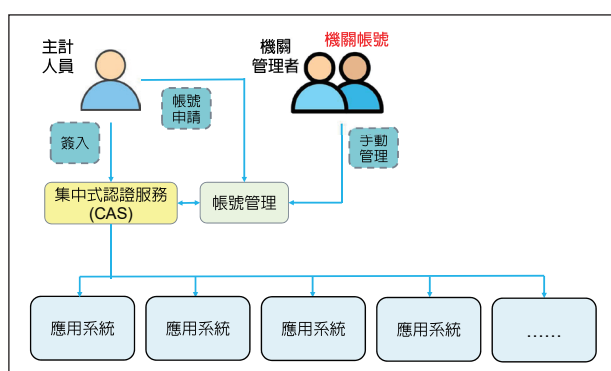 主計
人員
機關
管理者
機關帳號
帳號
申請
簽入
手動
管理
集中式認證服務
(CAS)
帳號管理
應用系統
應用系統
應用系統
應用系統
......